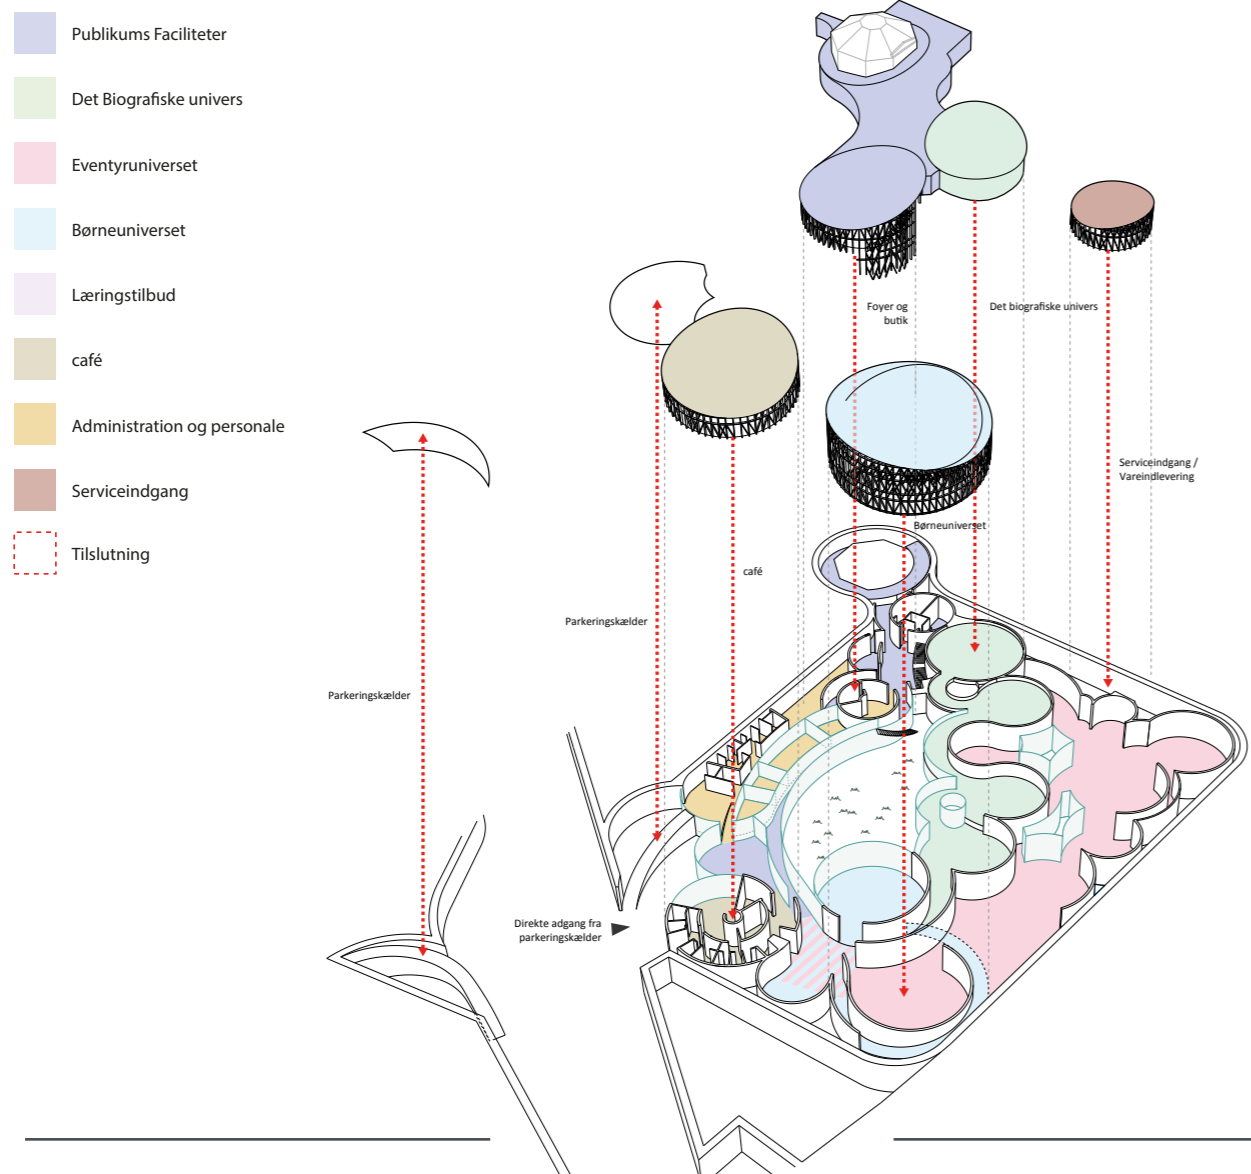 Publikums Faciliteter
Det Biografiske univers
Eventyruniverset
Børneuniverset
Læringstilbud
café
Administration og personale
Serviceindgang
Tilslutning
Foyer og
butik
Det biografiske univers
Serviceindgang /
Vareindlevering
Børneuniverset
café
Parkeringskælder
Parkeringskælder
Direkte adgang fra
parkeringskælder